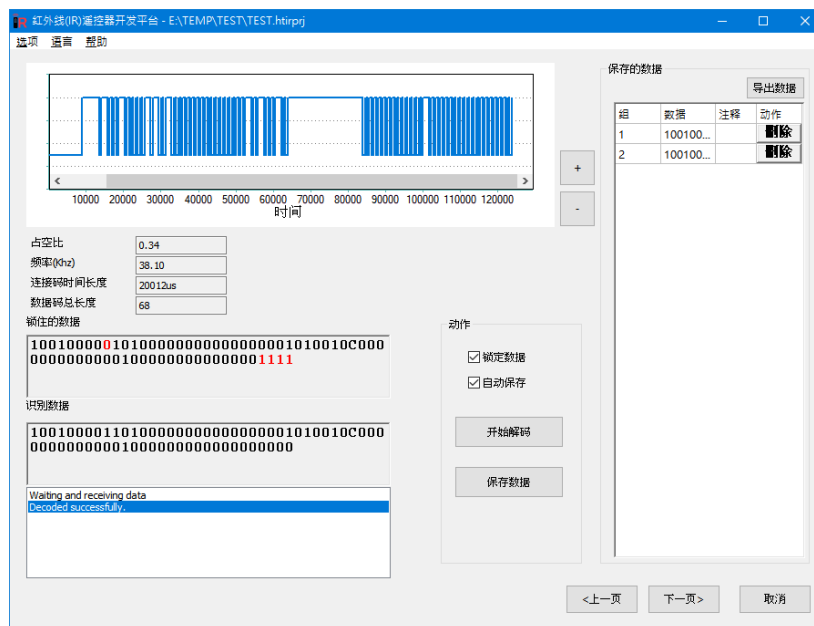 紅外线(IR)遥控器开发平台 - E:\TEMP\TEST\TEST.htirprj
选项 语言 帮助
10000 20000 30000 40000 50000 60000 70000 80000 90000 100000 110000 120000
时间
+
-
占空比 0.34
频率(Khz) 38.10
连接码时间长度 20012us
数据码总长度 68
锁住的数据
10010000010100000000000000001010010C000
00000000001000000000000001111
识别数据
10010000110100000000000000001010010C000
00000000001000000000000000000
Waiting and receiving data
Decoded successfully.
动作
锁定数据
自动保存
开始解码
保存数据
保存的数据
导出数据
组 数据 注释 动作
1 100100... 删除
2 100100... 删除
<上一页 下一页> 取消